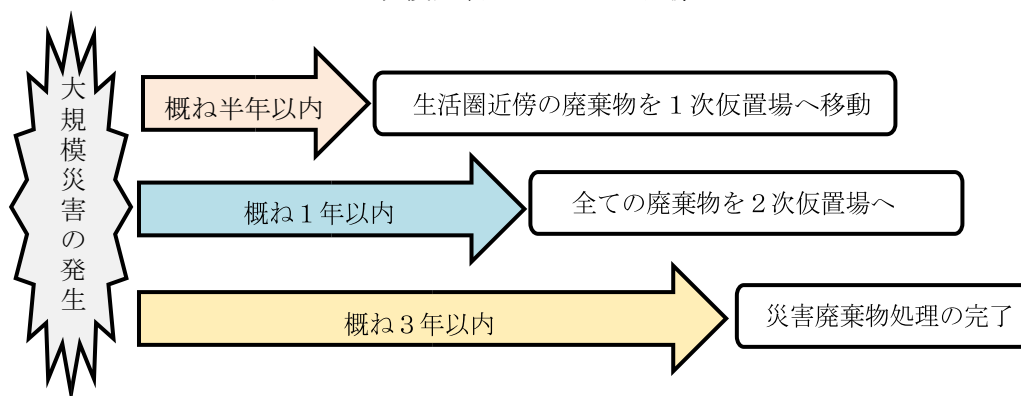 大規模災害の発生
概ね半年以内
生活圏近傍の廃棄物を１次仮置場へ移動
概ね１年以内
全ての廃棄物を２次仮置場へ
概ね３年以内
災害廃棄物処理の完了